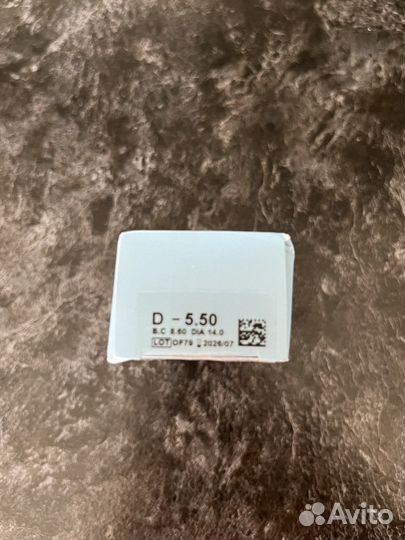 D - 5.50
B.C 8.60 DIA 14.0
LOT OF79 2026/07
Avito